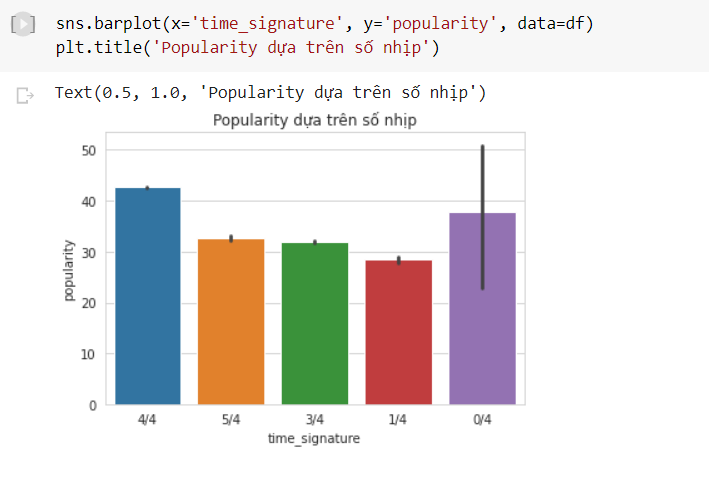 sns.barplot(x='time_signature', y='popularity', data=df)
plt.title('Popularity dựa trên số nhịp')
Text(0.5, 1.0, 'Popularity dựa trên số nhịp')
Popularity dựa trên số nhịp
50
40
30
20
10
0
popularity
4/4 5/4 3/4 1/4 0/4
time_signature